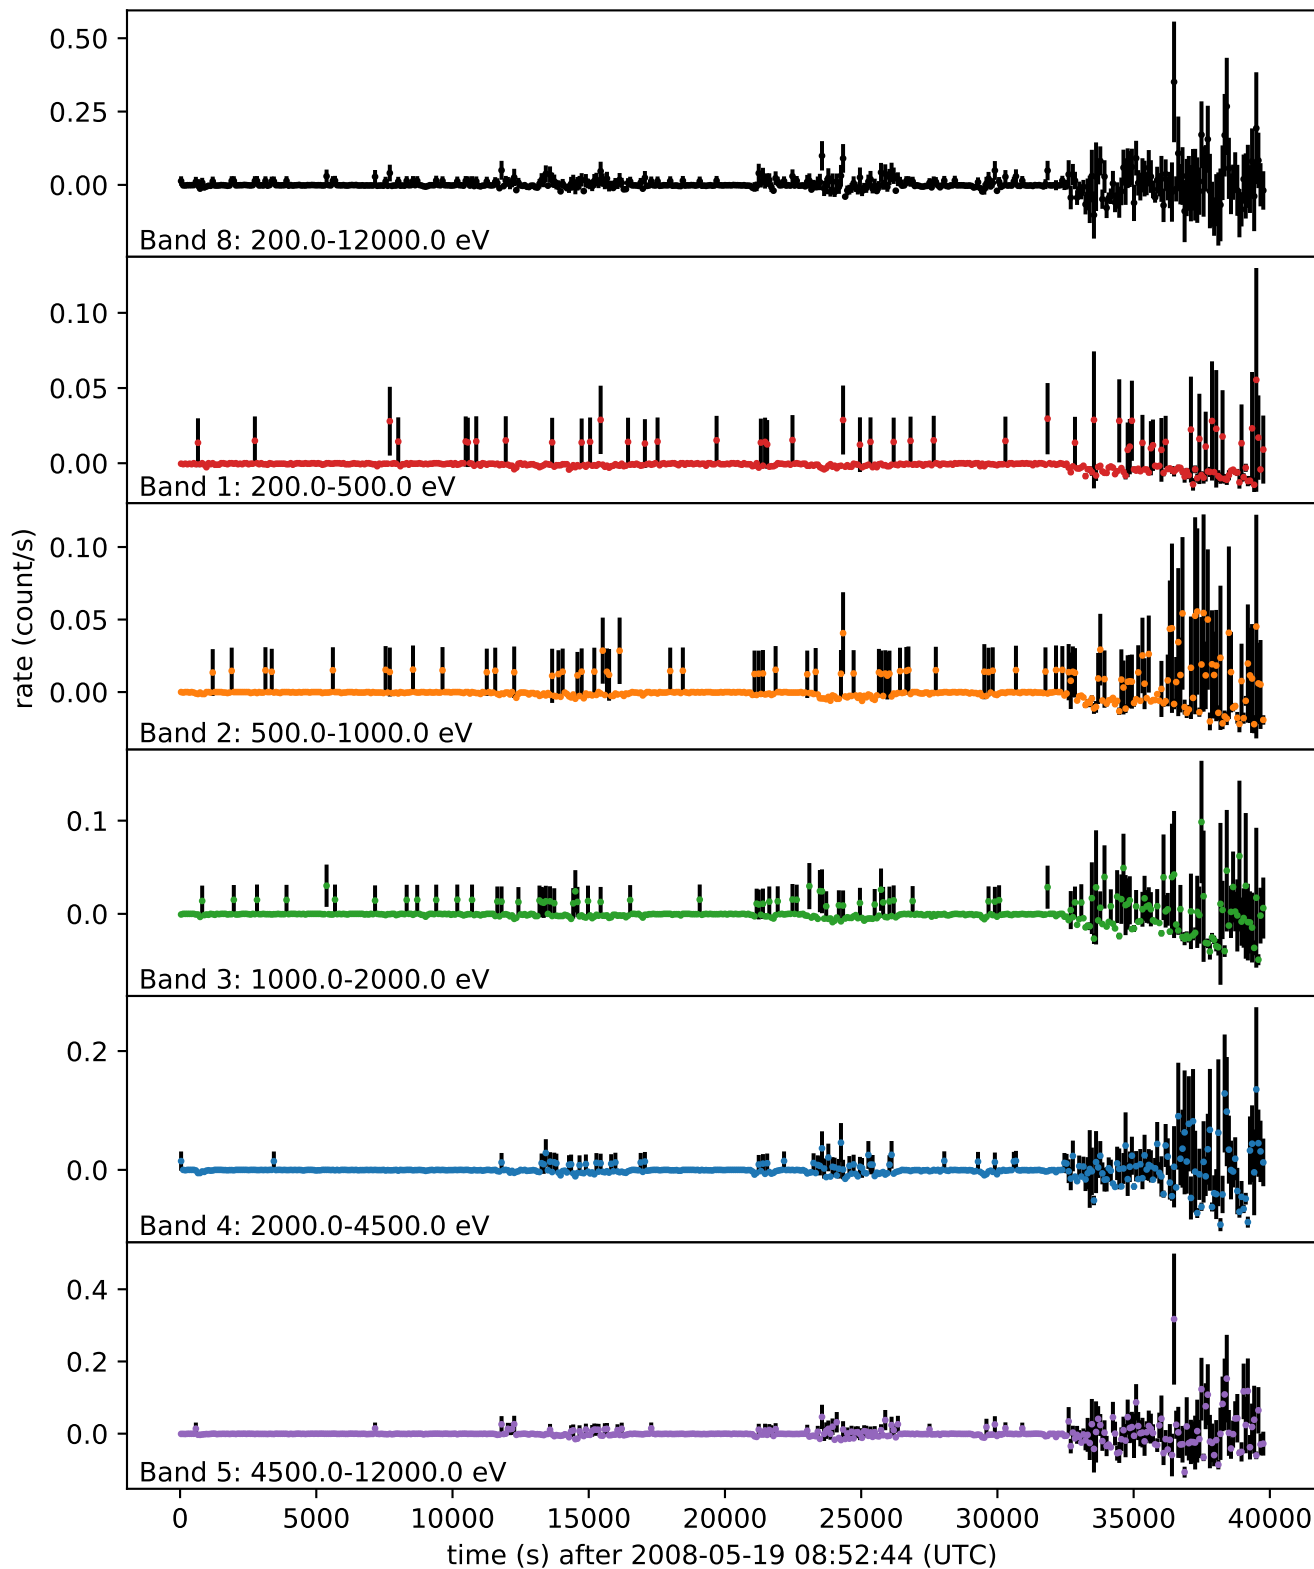 0.50
0.25
0.00
Band 8: 200.0-12000.0 eV
0.10
0.05
0.00
Band 1: 200.0-500.0 eV
rate (count/s)
0.10
0.05
0.00
Band 2: 500.0-1000.0 eV
0.1
0.0
Band 3: 1000.0-2000.0 eV
0.2
0.0
Band 4: 2000.0-4500.0 eV
0.4
0.2
0.0
Band 5: 4500.0-12000.0 eV
0 5000 10000 15000 20000 25000 30000 35000 40000
time (s) after 2008-05-19 08:52:44 (UTC)